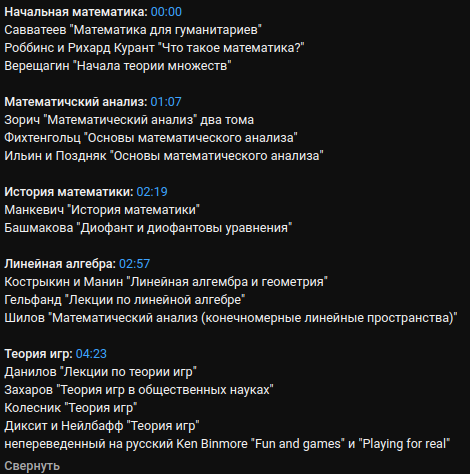 Начальная математика: 00:00
Савватеев "Математика для гуманитариев"
Роббинс и Рихард Курант "Что такое математика?"
Верещагин "Начала теории множеств"
Математичский анализ: 01:07
Зорич "Математический анализ" два тома
Фихтенгольц "Основы математического анализа"
Ильин и Поздняк "Основы математического анализа"
История математики: 02:19
Манкевич "История математики"
Башмакова "Диофант и диофантовы уравнения"
Линейная алгебра: 02:57
Кострыкин и Манин "Линейная алгембра и геометрия"
Гельфанд "Лекции по линейной алгебре"
Шилов "Математический анализ (конечномерные линейные пространства)"
Теория игр: 04:23
Данилов "Лекции по теории игр"
Захаров "Теория игр в общественных науках"
Колесник "Теория игр"
Диксит и Нейлбафф "Теория игр"
непереведенный на русский Ken Binmore "Fun and games" и "Playing for real"
Свернуть